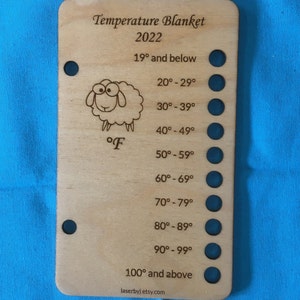 Temperature Blanket
2022
19° and below
20° - 29°
30° - 39°
40° - 49°
°F
50° - 59°
60° - 69°
70° - 79°
80° - 89°
90° - 99°
100° and above
laserbyj.etsy.com